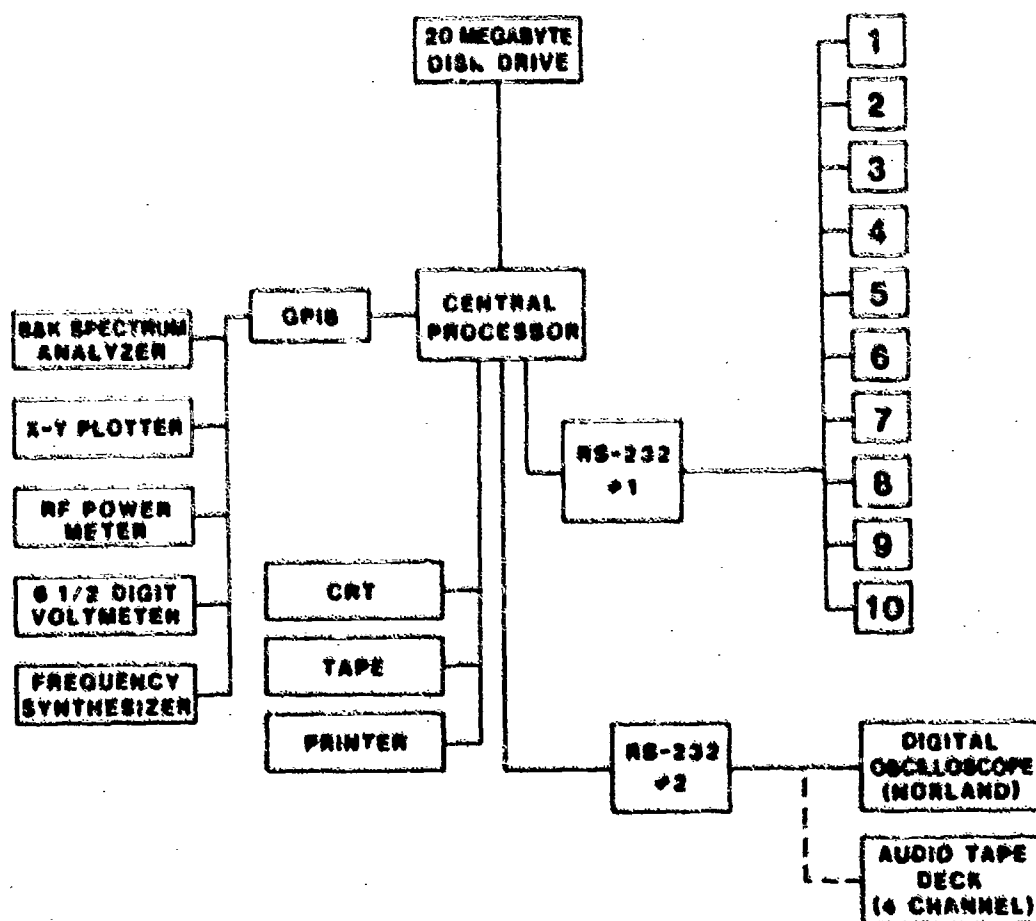 20 MEGABYTE
DISK DRIVE
1
2
3
4
5
6
7
8
9
10
CENTRAL
PROCESSOR
GPIB
B&K SPECTRUM
ANALYZER
X-Y PLOTTER
RF POWER
METER
6 1/2 DIGIT
VOLTMETER
FREQUENCY
SYNTHESIZER
RS-232
#1
CRT
TAPE
PRINTER
RS-232
#2
DIGITAL
OSCILLOSCOPE
(NORLAND)
AUDIO TAPE
DECK
(4 CHANNEL)